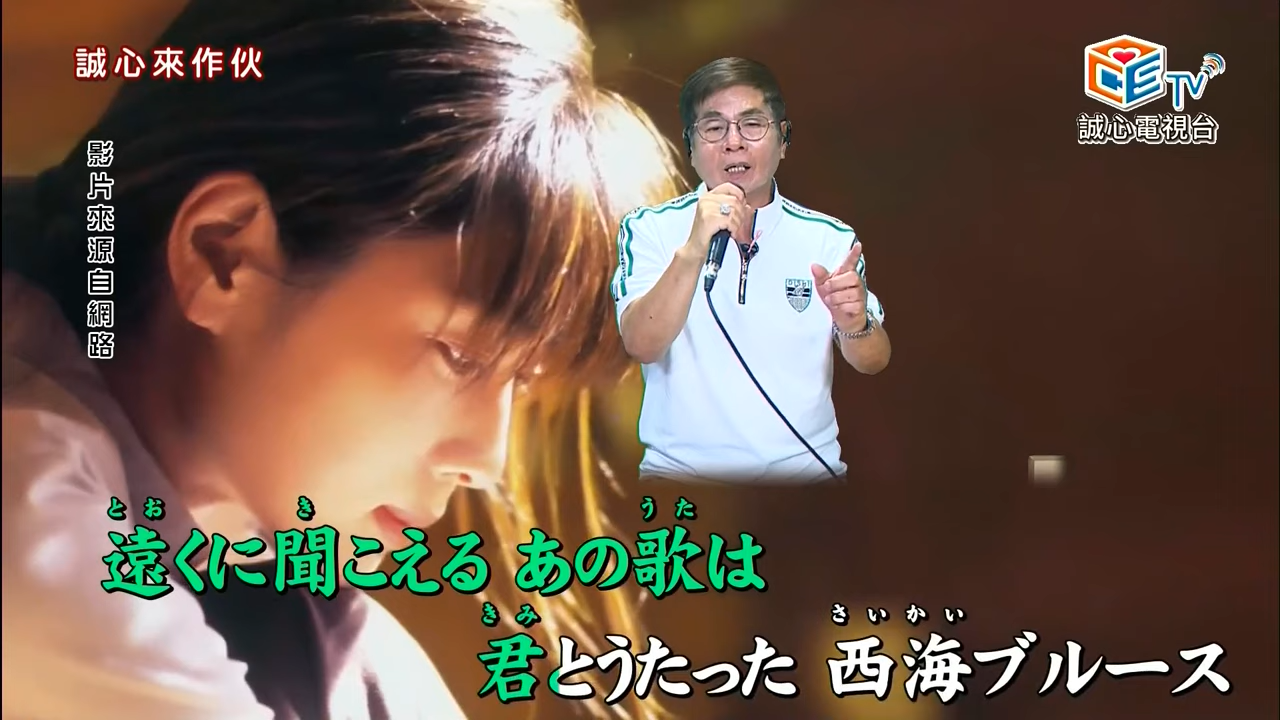 誠心來作伙
CE TV
誠心電視台
影片來源自網路
とお き うた
遠くに聞こえる あの歌は
きみ さいかい
君とうたった 西海ブルース